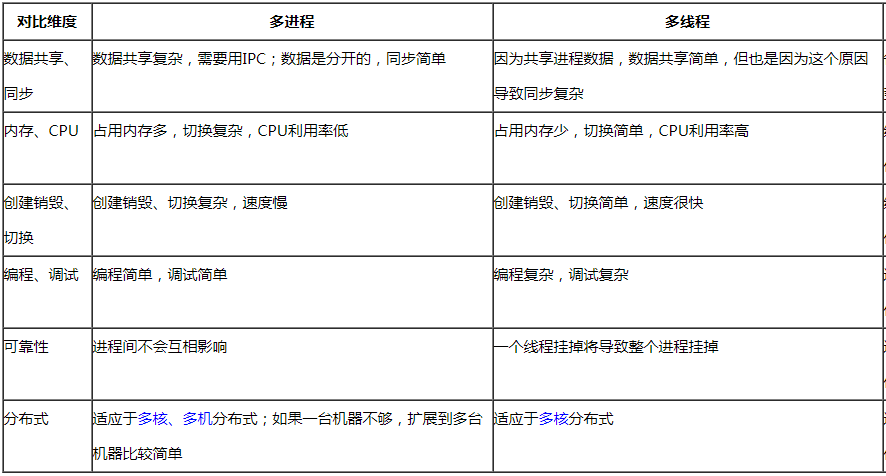 对比维度 多进程 多线程
数据共享、 数据共享复杂，需要用IPC；数据是分开的，同步简单 因为共享进程数据，数据共享简单，但也是因为这个原因
同步 导致同步复杂
内存、CPU 占用内存多，切换复杂，CPU利用率低 占用内存少，切换简单，CPU利用率高
创建销毁、 创建销毁、切换复杂，速度慢 创建销毁、切换简单，速度很快
切换
编程、调试 编程简单，调试简单 编程复杂，调试复杂
可靠性 进程间不会互相影响 一个线程挂掉将导致整个进程挂掉
分布式 适应于多核、多机分布式；如果一台机器不够，扩展到多台 适应于多核分布式
机器比较简单